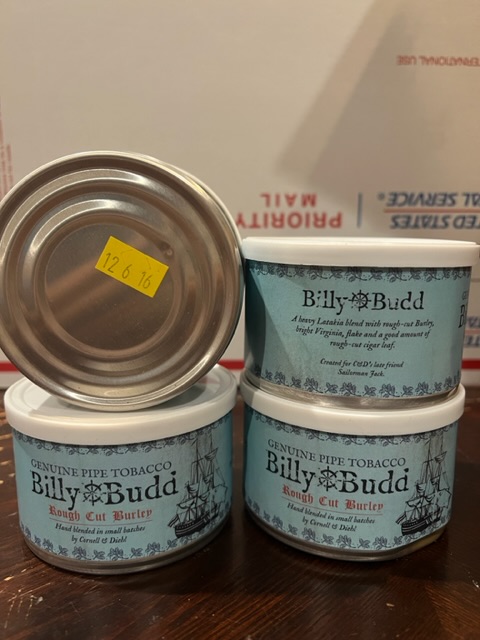 INTERNATIONAL USE
PRIORITY
MAIL
UNITED STATES
POSTAL SERVICE®
12 6 16
Billy Budd
A heavy Latakia blend with rough-cut Burley,
bright Virginia, flake and a good amount of
rough-cut cigar leaf.
Created for C&D's late friend
Sailorman Jack.
GENUINE PIPE TOBACCO
Billy Budd
Rough Cut Burley
Hand blended in small batches
by Cornell & Diehl
GENUINE PIPE TOBACCO
Billy Budd
Rough Cut Burley
Hand blended in small batches
by Cornell & Diehl